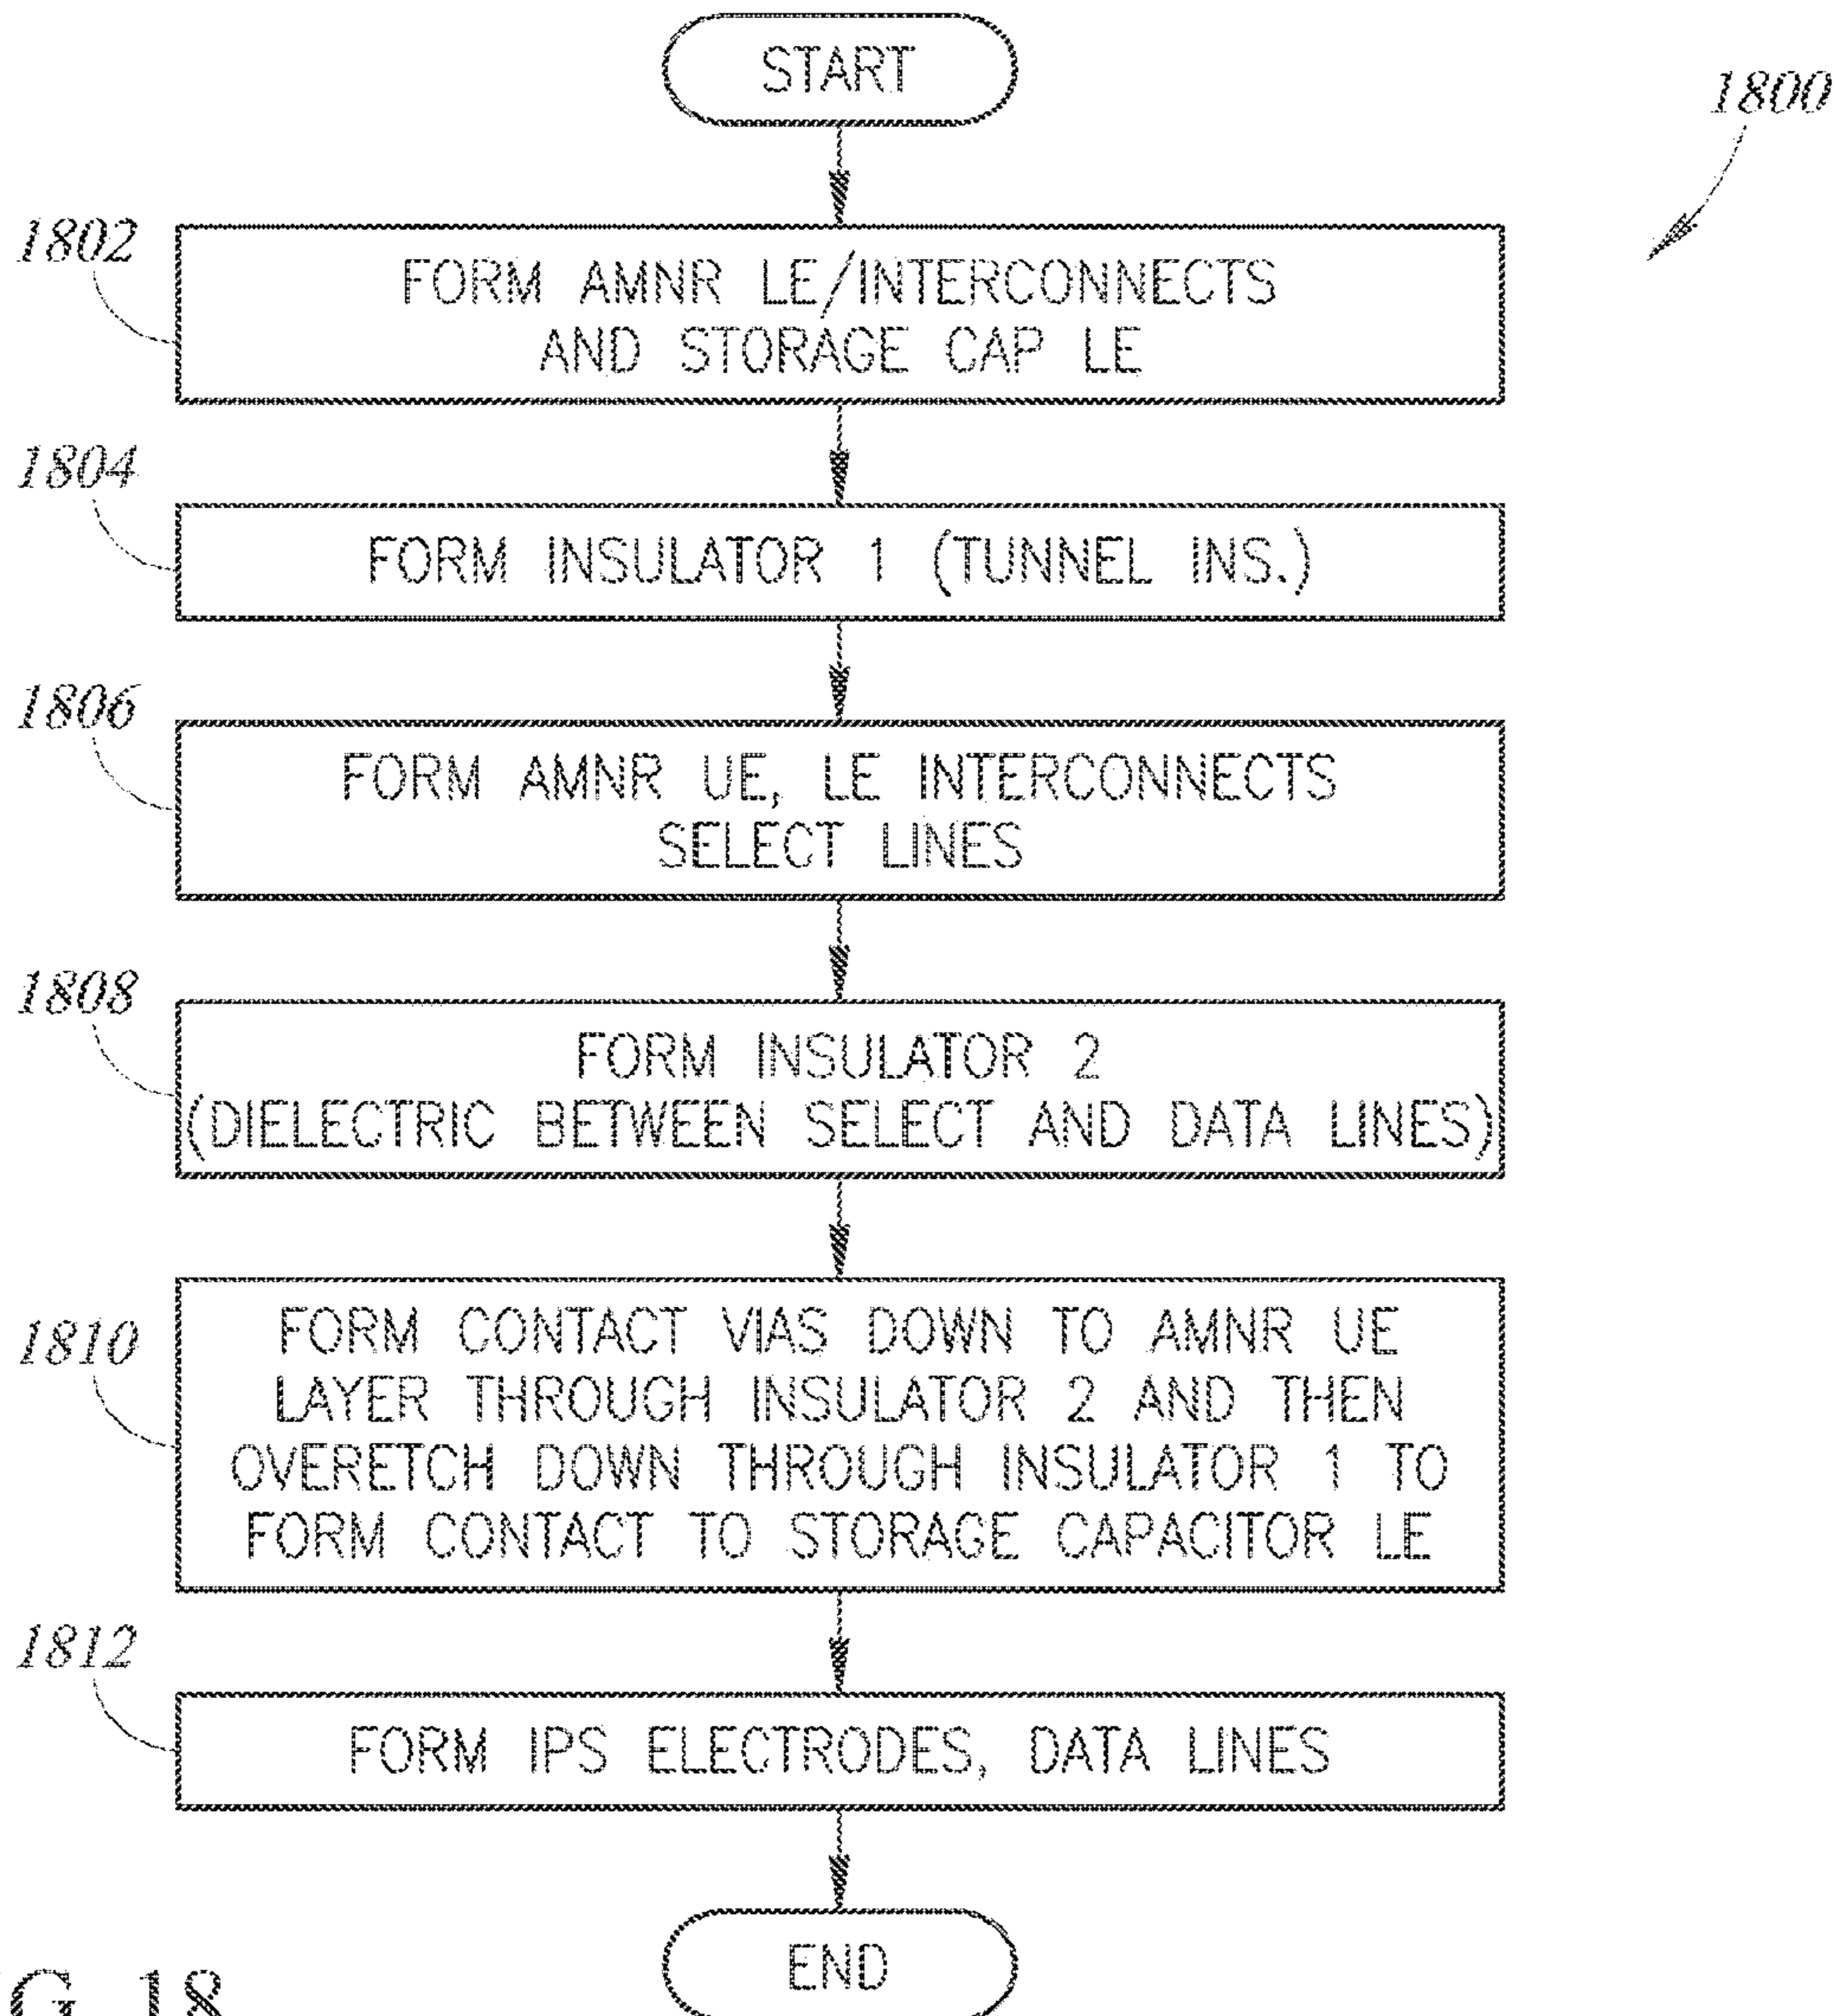 START
1800
1802
FORM AMNR LE/INTERCONNECTS
AND STORAGE CAP LE
1804
FORM INSULATOR 1 (TUNNEL INS.)
1806
FORM AMNR UE, LE INTERCONNECTS
SELECT LINES
1808
FORM INSULATOR 2
(DIELECTRIC BETWEEN SELECT AND DATA LINES)
1810
FORM CONTACT VIAS DOWN TO AMNR UE
LAYER THROUGH INSULATOR 2 AND THEN
OVERETCH DOWN THROUGH INSULATOR 1 TO
FORM CONTACT TO STORAGE CAPACITOR LE
1812
FORM IPS ELECTRODES, DATA LINES
END
G 18